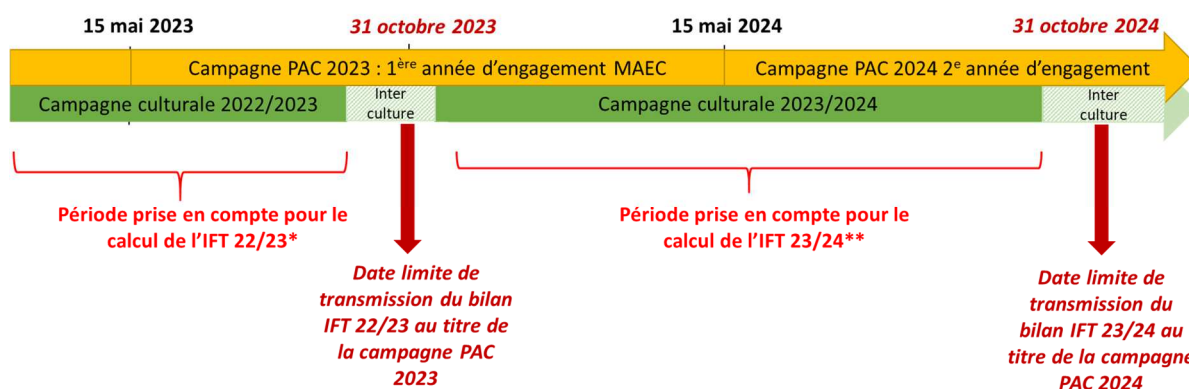 15 mai 2023
31 octobre 2023
15 mai 2024
31 octobre 2024
Campagne PAC 2023 : 1ère année d'engagement MAEC
Campagne PAC 2024 2e année d'engagement
Campagne culturale 2022/2023
Inter
culture
Campagne culturale 2023/2024
Inter
culture
Période prise en compte pour le
calcul de l'IFT 22/23*
Période prise en compte pour le
calcul de l'IFT 23/24**
Date limite de
transmission du bilan
IFT 22/23 au titre de
la campagne PAC
2023
Date limite de
transmission du
bilan IFT 23/24 au
titre de la campagne
PAC 2024